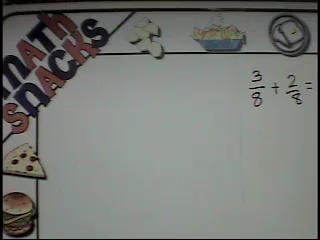 MATH
SNACKS
3/8 + 2/8 =